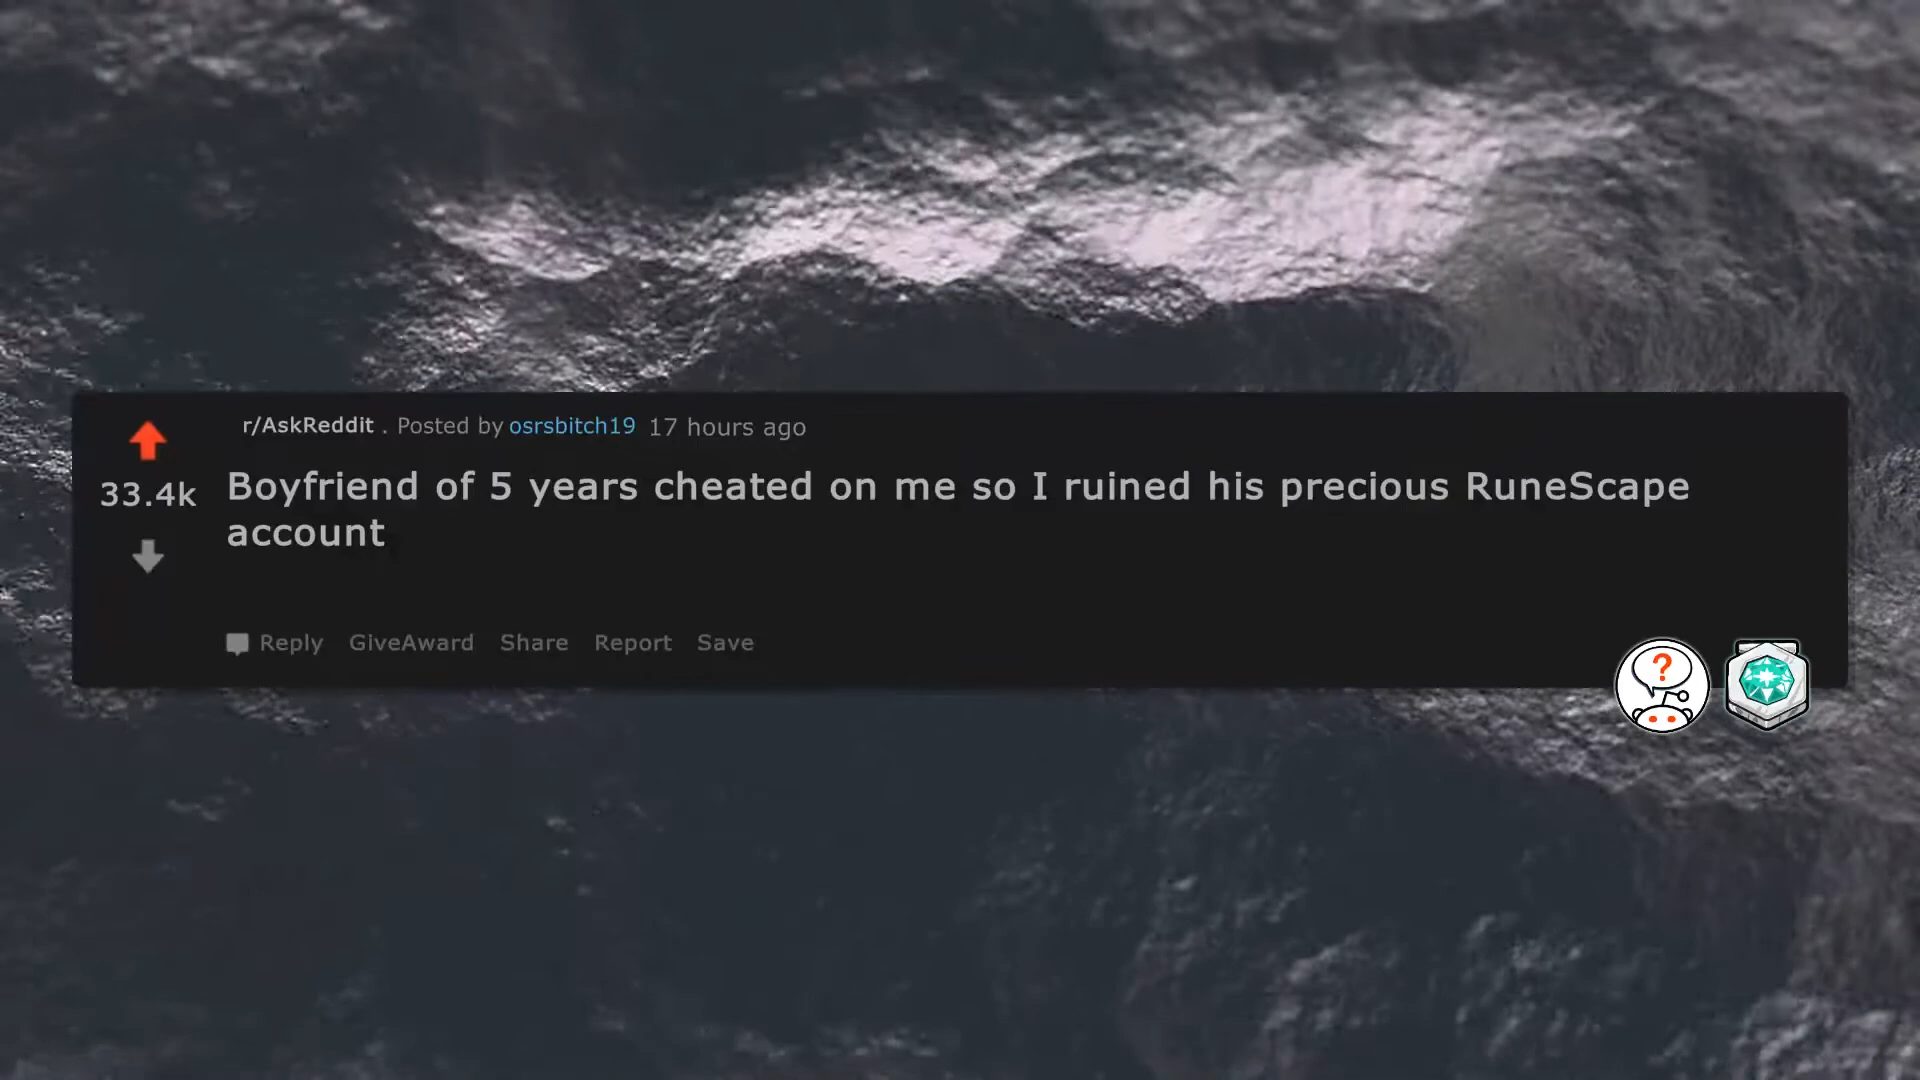 r/AskReddit . Posted by osrsbitch19 17 hours ago
33.4k
Boyfriend of 5 years cheated on me so I ruined his precious RuneScape
account
Reply GiveAward Share Report Save
?